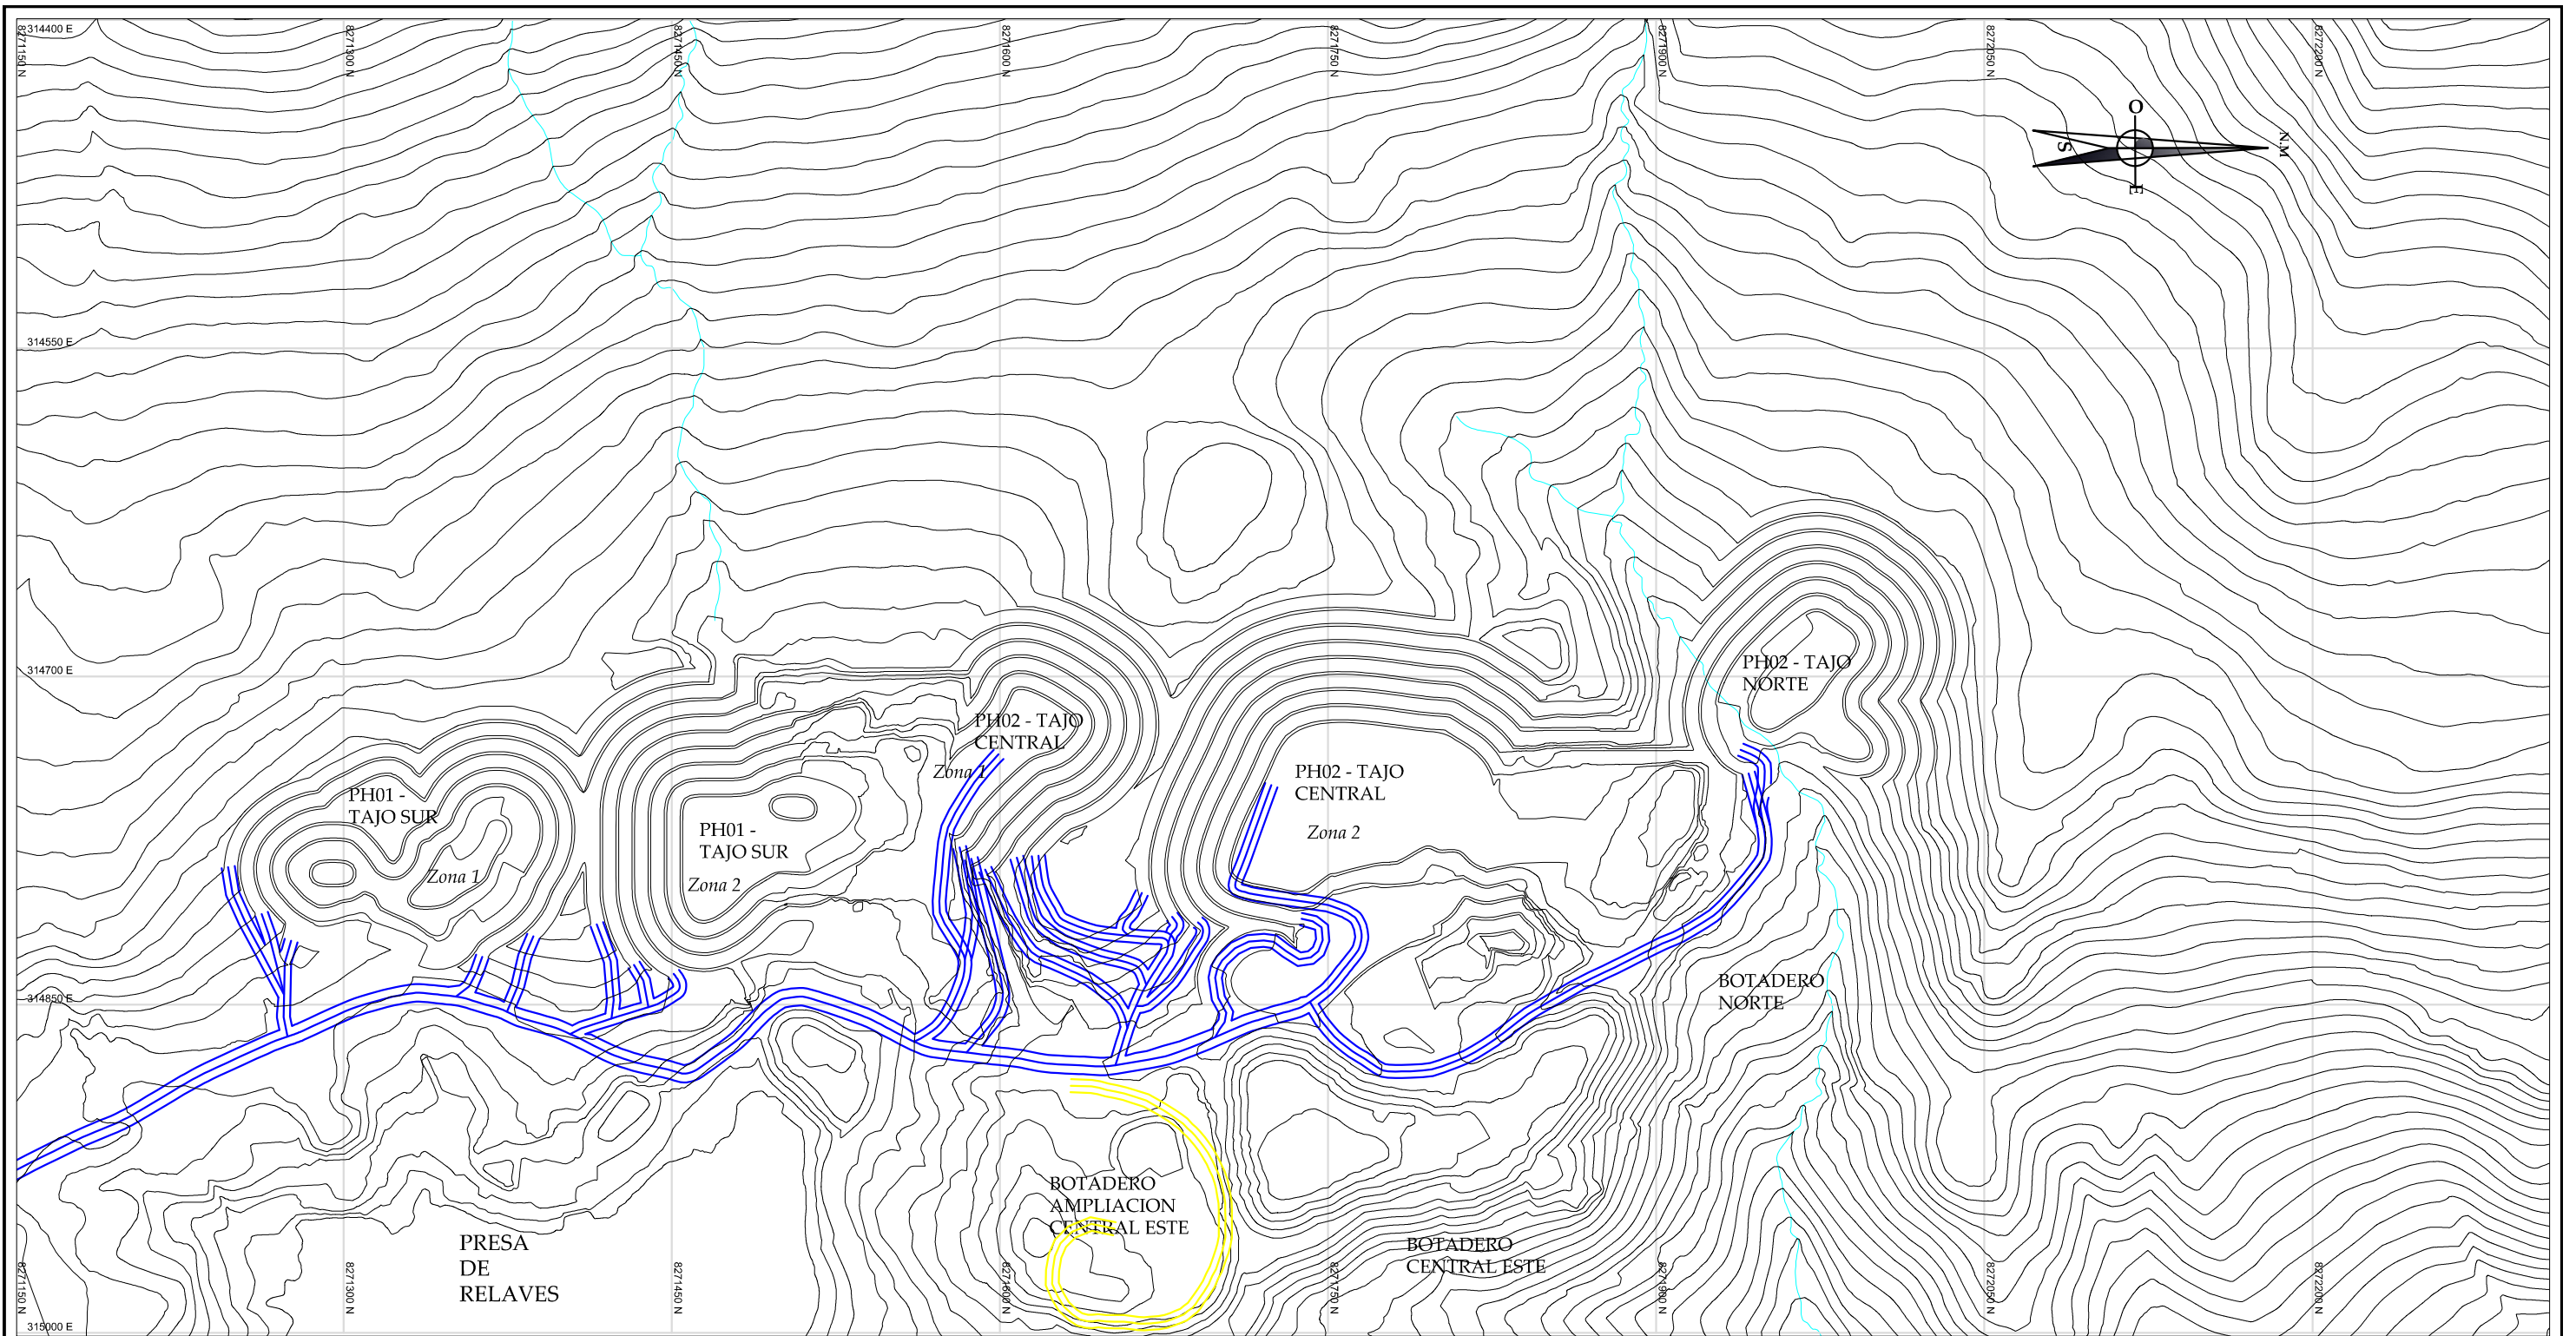 314400 E
8271150 N
8271300 N
8271450 N
8271600 N
8271750 N
8271900 N
8272050 N
8272200 N
O
N.M
S
E
314550 E
314700 E
PH02 - TAJO
NORTE
PH02 - TAJO
CENTRAL
Zona 1
PH02 - TAJO
CENTRAL
Zona 2
PH01 -
TAJO SUR
Zona 1
PH01 -
TAJO SUR
Zona 2
314850 E
BOTADERO
NORTE
BOTADERO
AMPLIACION
CENTRAL ESTE
PRESA
DE
RELAVES
BOTADERO
CENTRAL ESTE
8271150 N
8271300 N
8271450 N
8271600 N
8271750 N
8271900 N
8272050 N
8272200 N
315000 E